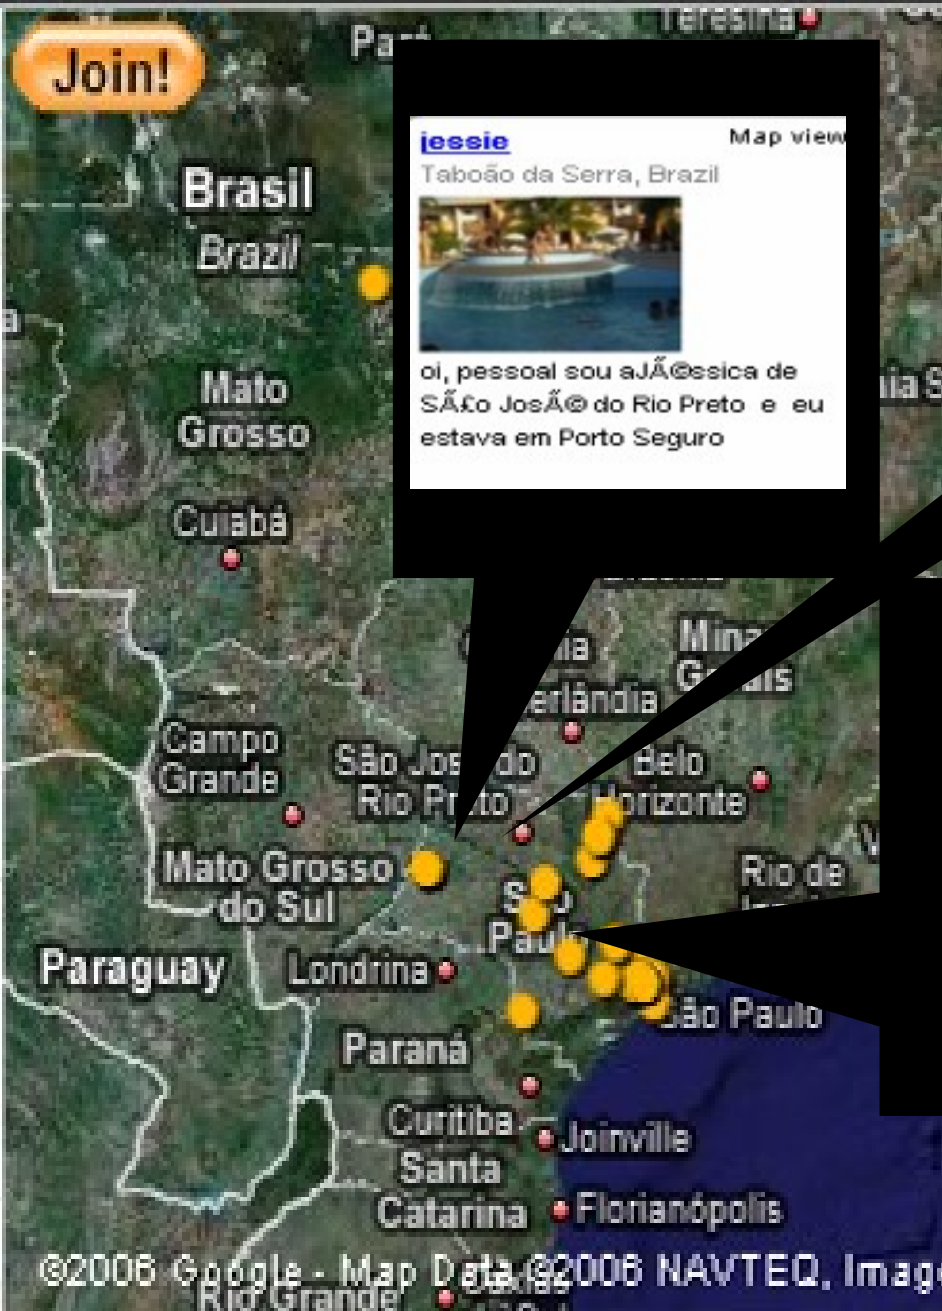 Teresina
Join!
Brasil
Brazil
jessie
Map view
Taboão da Serra, Brazil
oi, pessoal sou aJÃ©ssica de
SÃ£o JosÃ© do Rio Preto e eu
estava em Porto Seguro
Mato
Grosso
Cuiabá
Campo
Grande
São José do
Rio Preto
Belo
Horizonte
Mato Grosso
do Sul
Rio de
São
Paulo
Paraguay
Londrina
São Paulo
Paraná
Curitiba
Joinville
Santa
Catarina
Florianópolis
©2006 Google - Map Data ©2006 NAVTEQ, Image
Rio Grande